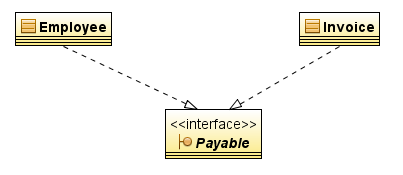 Employee
Invoice
<<interface>>
Payable